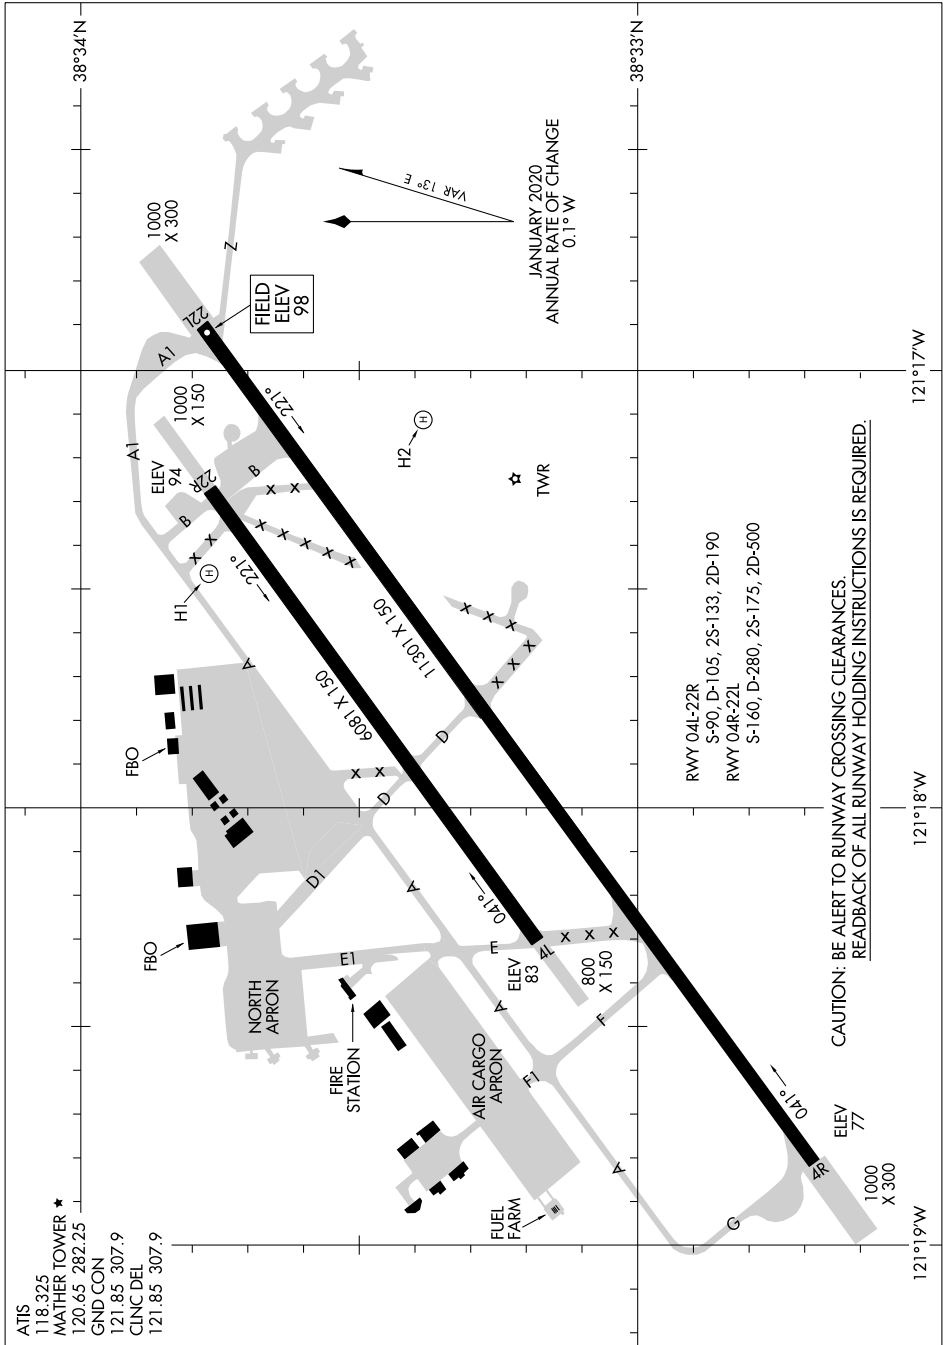 ATIS
118.325
MATHER TOWER ★
120.65 282.25
GND CON
121.85 307.9
CLNC DEL
121.85 307.9
38°34'N
38°33'N
121°19'W
121°18'W
121°17'W
FBO
FBO
NORTH
APRON
FIRE
STATION
AIR CARGO
APRON
FUEL
FARM
H1
H
H2
H
TWR
ELEV
94
1000
X 150
1000
X 300
FIELD
ELEV
98
22R
22L
221°
221°
6081 X 150
11301 X 150
041°
041°
4L
4R
ELEV
83
800
X 150
ELEV
77
1000
X 300
A1
A1
B
B
Z
A
A
A
A
D
D
D1
E
E1
F
F1
G
X X
X X
X X X X X
X X
X X X
X X X
X X X
VAR 13° E
JANUARY 2020
ANNUAL RATE OF CHANGE
0.1° W
RWY 04L-22R
S-90, D-105, 2S-133, 2D-190
RWY 04R-22L
S-160, D-280, 2S-175, 2D-500
CAUTION: BE ALERT TO RUNWAY CROSSING CLEARANCES.
READBACK OF ALL RUNWAY HOLDING INSTRUCTIONS IS REQUIRED.